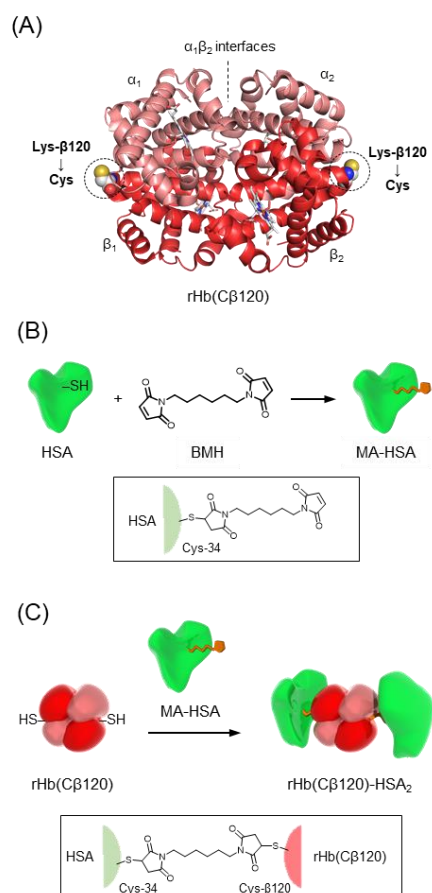 (A)
α1β2 interfaces
α1
α2
Lys-β120
↓
Cys
Lys-β120
↓
Cys
β1
β2
rHb(Cβ120)
(B)
–SH
+
O
N
O
O
N
O
HSA
BMH
MA-HSA
HSA
S
O
N
O
O
N
O
Cys-34
(C)
HS
SH
MA-HSA
rHb(Cβ120)
rHb(Cβ120)-HSA2
HSA
S
O
N
O
O
N
O
S
rHb(Cβ120)
Cys-34
Cys-β120